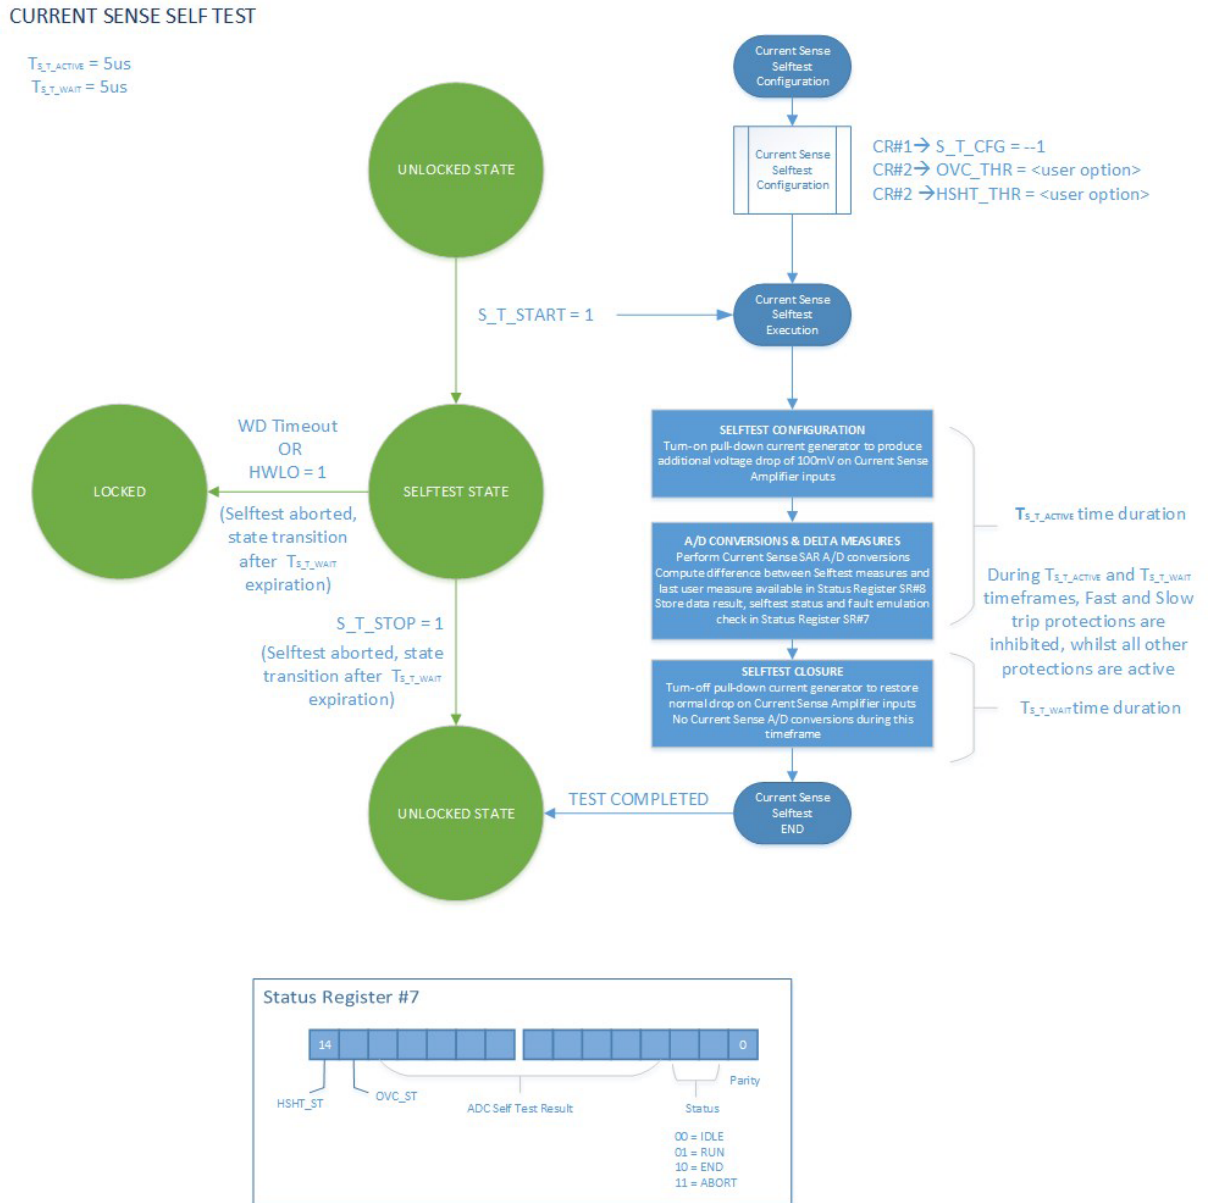 CURRENT SENSE SELF TEST
T_S_T_ACTIVE = 5us
T_S_T_WAIT = 5us
UNLOCKED STATE
Current Sense
Selftest
Configuration
Current Sense
Selftest
Configuration
CR#1→ S_T_CFG = --1
CR#2→ OVC_THR = <user option>
CR#2 →HSHT_THR = <user option>
S_T_START = 1
Current Sense
Selftest
Execution
WD Timeout
OR
HWLO = 1
(Selftest aborted,
state transition
after T_S_T_WAIT
expiration)
LOCKED
SELFTEST STATE
SELFTEST CONFIGURATION
Turn-on pull-down current generator to produce
additional voltage drop of 100mV on Current Sense
Amplifier inputs
A/D CONVERSIONS & DELTA MEASURES
Perform Current Sense SAR A/D conversions
Compute difference between Selftest measures and
last user measure available in Status Register SR#8
Store data result, selftest status and fault emulation
check in Status Register SR#7
T_S_T_ACTIVE time duration
During T_S_T_ACTIVE and T_S_T_WAIT
timeframes, Fast and Slow
trip protections are
inhibited, whilst all other
protections are active
S_T_STOP = 1
(Selftest aborted, state
transition after T_S_T_WAIT
expiration)
SELFTEST CLOSURE
Turn-off pull-down current generator to restore
normal drop on Current Sense Amplifier inputs
No Current Sense A/D conversions during this
timeframe
T_S_T_WAIT time duration
UNLOCKED STATE
TEST COMPLETED
Current Sense
Selftest
END
Status Register #7
14
0
HSHT_ST
OVC_ST
ADC Self Test Result
Status
Parity
00 = IDLE
01 = RUN
10 = END
11 = ABORT